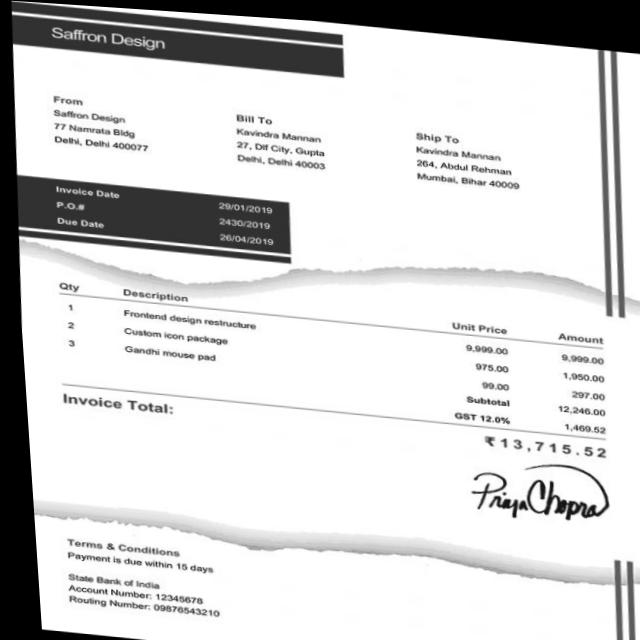 Saffron Design
From
Saffron Design
77 Namrata Bldg
Delhi, Delhi 400077
Bill To
Kavindra Mannan
27, Dlf City, Gupta
Delhi, Delhi 40003
Ship To
Kavindra Mannan
264, Abdul Rehman
Mumbai, Bihar 40009
Invoice Date 29/01/2019
P.O.# 2430/2019
Due Date 26/04/2019
Qty Description Unit Price Amount
1 Frontend design restructure 9,999.00 9,999.00
2 Custom icon package 975.00 1,950.00
3 Gandhi mouse pad 99.00 297.00
Subtotal 12,246.00
GST 12.0% 1,469.52
Invoice Total: ₹13,715.52
Priya Chopra
Terms & Conditions
Payment is due within 15 days
State Bank of India
Account Number: 12345678
Routing Number: 09876543210